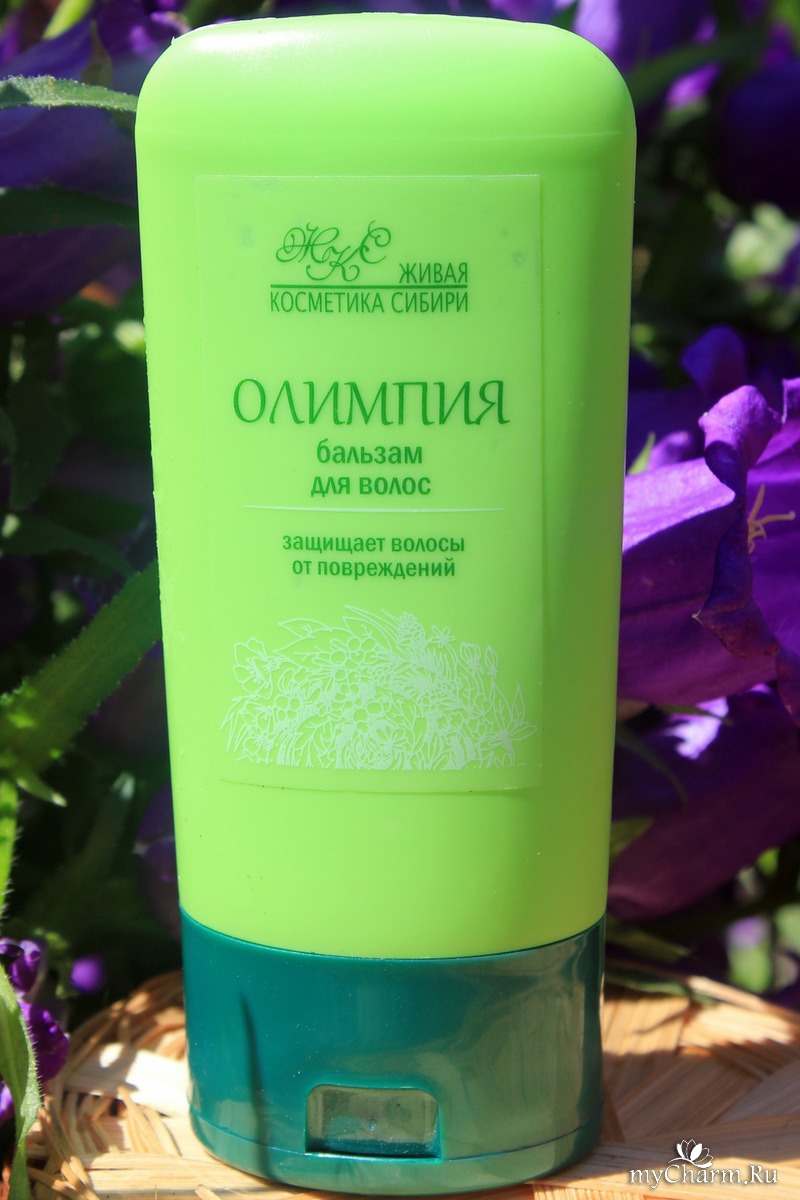 ЖКС
ЖИВАЯ
КОСМЕТИКА СИБИРИ
ОЛИМПИЯ
бальзам
для волос
защищает волосы
от повреждений
myCharm.Ru